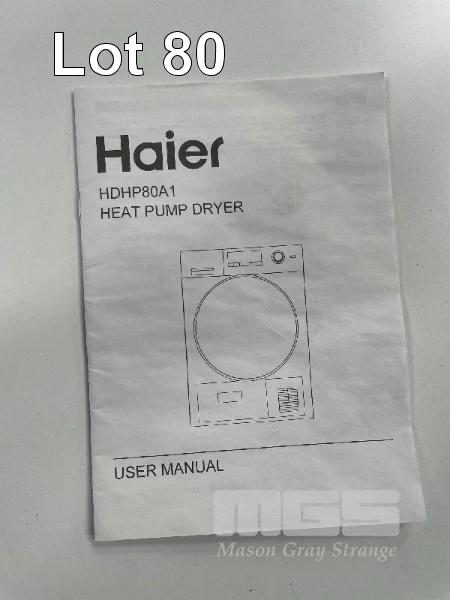 Lot 80
Haier
HDHP80A1
HEAT PUMP DRYER
USER MANUAL
MGS
Mason Gray Strange